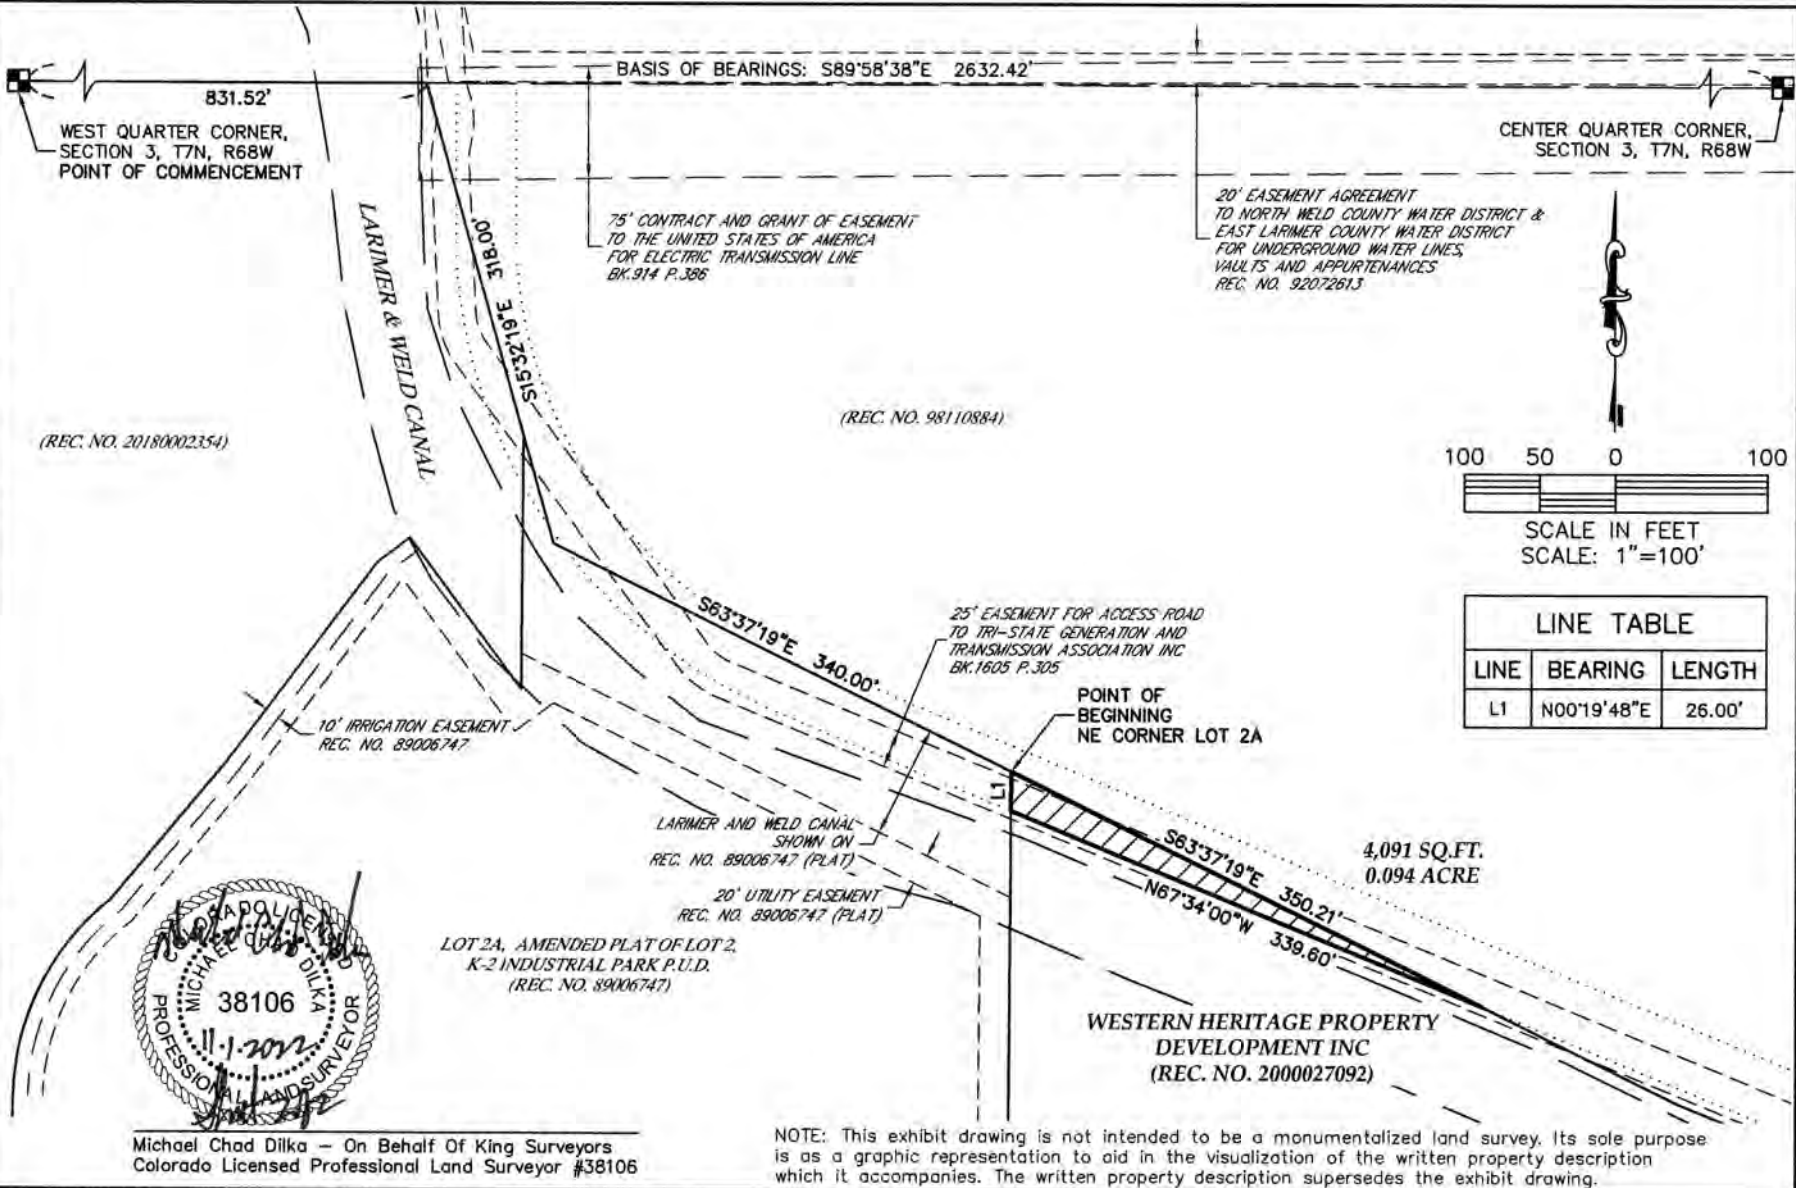 BASIS OF BEARINGS: S89°58'38"E 2632.42'
831.52'
WEST QUARTER CORNER,
SECTION 3, T7N, R68W
POINT OF COMMENCEMENT
CENTER QUARTER CORNER,
SECTION 3, T7N, R68W
LARIMER & WELD CANAL
S15°32'19"E 318.00'
75' CONTRACT AND GRANT OF EASEMENT
TO THE UNITED STATES OF AMERICA
FOR ELECTRIC TRANSMISSION LINE
BK.914 P.386
20' EASEMENT AGREEMENT
TO NORTH WELD COUNTY WATER DISTRICT &
EAST LARIMER COUNTY WATER DISTRICT
FOR UNDERGROUND WATER LINES,
VAULTS AND APPURTENANCES
REC. NO. 92072613
(REC. NO. 20180002354)
(REC. NO. 98110884)
100 50 0 100
SCALE IN FEET
SCALE: 1"=100'
LINE TABLE
LINE BEARING LENGTH
L1 N00°19'48"E 26.00'
S63°37'19"E 340.00'
25' EASEMENT FOR ACCESS ROAD
TO TRI-STATE GENERATION AND
TRANSMISSION ASSOCIATION INC
BK.1605 P.305
POINT OF
BEGINNING
NE CORNER LOT 2A
10' IRRIGATION EASEMENT
REC. NO. 89006747
L1
LARIMER AND WELD CANAL
SHOWN ON
REC. NO. 89006747 (PLAT)
20' UTILITY EASEMENT
REC. NO. 89006747 (PLAT)
S63°37'19"E 350.21'
N67°34'00"W 339.60'
4,091 SQ.FT.
0.094 ACRE
LOT 2A, AMENDED PLAT OF LOT 2,
K-2 INDUSTRIAL PARK P.U.D.
(REC. NO. 89006747)
WESTERN HERITAGE PROPERTY
DEVELOPMENT INC
(REC. NO. 2000027092)
COLORADO LICENSED
MICHAEL CHAD DILKA
38106
11-1-2022
PROFESSIONAL LAND SURVEYOR
Michael Chad Dilka – On Behalf Of King Surveyors
Colorado Licensed Professional Land Surveyor #38106
NOTE: This exhibit drawing is not intended to be a monumentalized land survey. Its sole purpose
is as a graphic representation to aid in the visualization of the written property description
which it accompanies. The written property description supersedes the exhibit drawing.